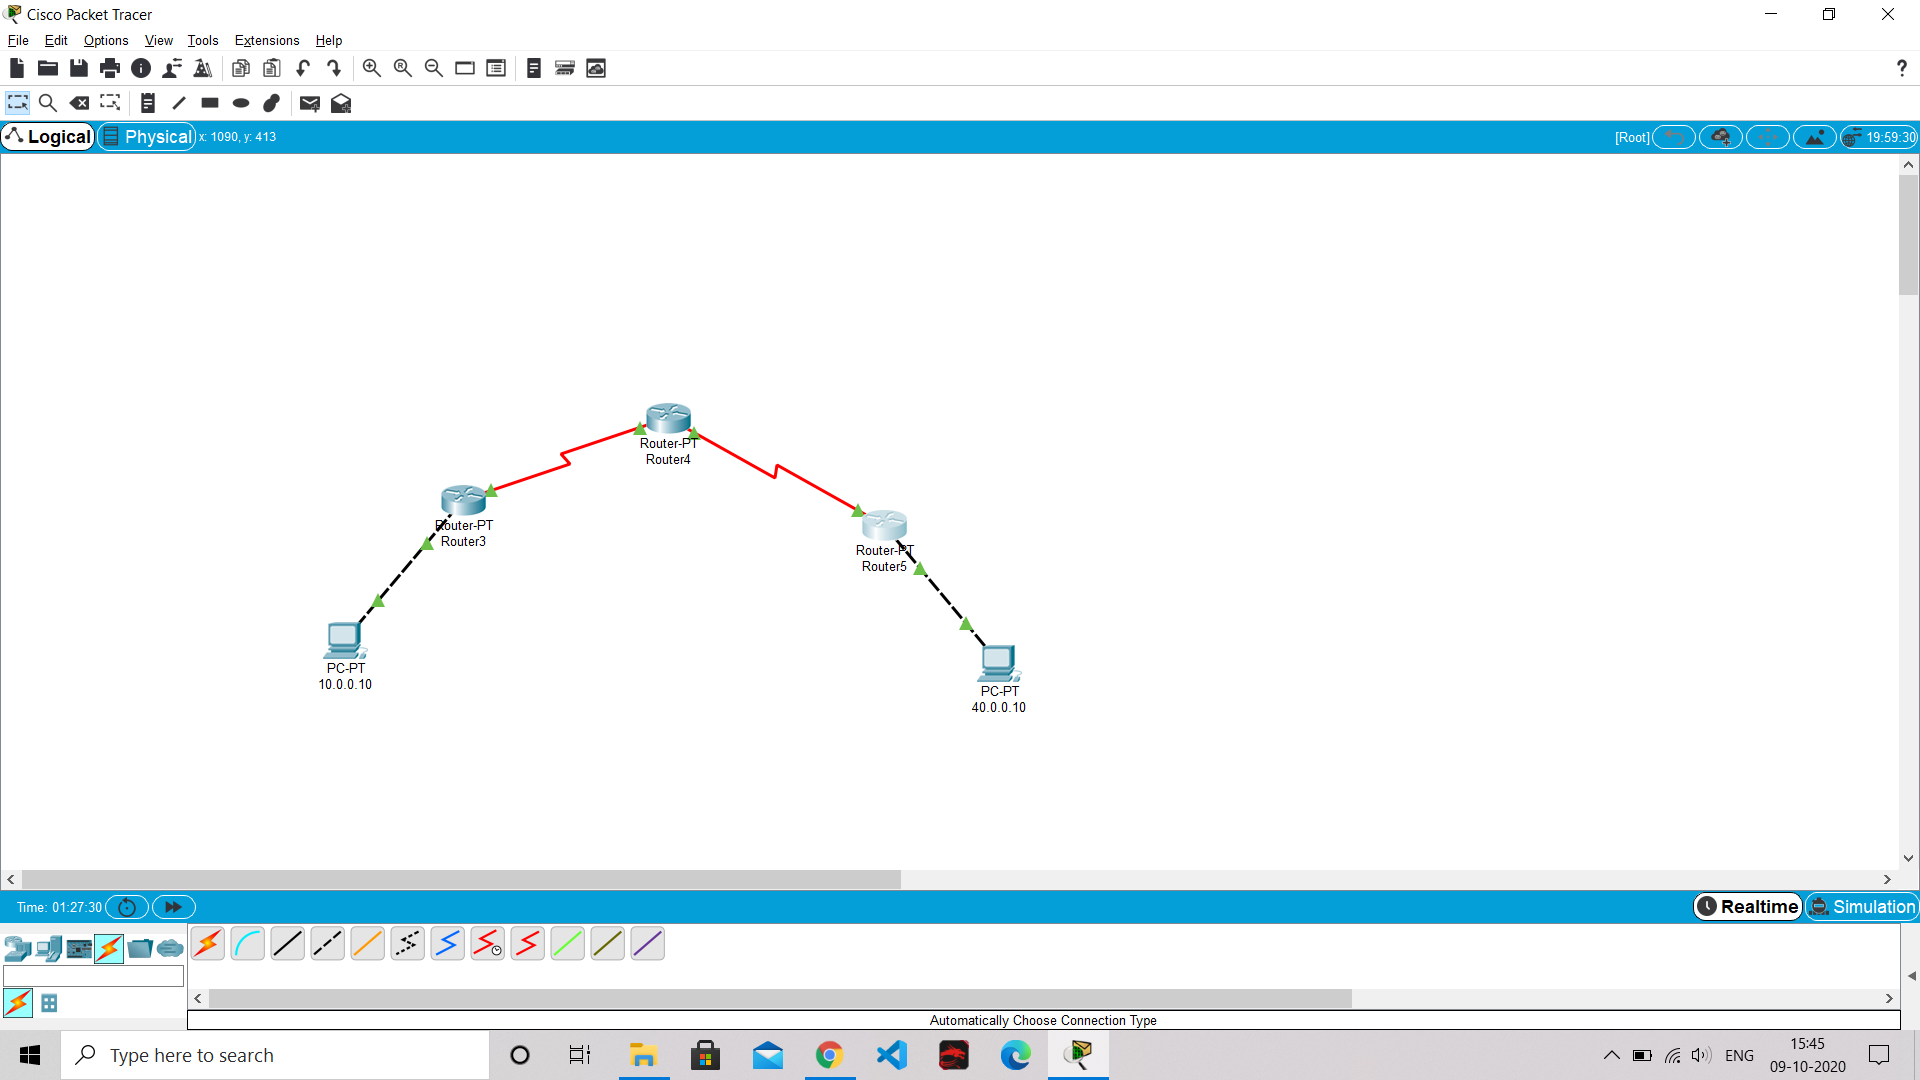 Cisco Packet Tracer
File Edit Options View Tools Extensions Help
?
Logical Physical x: 1090, y: 413 [Root] 19:59:30
Router-PT
Router4
Router-PT
Router3
Router-PT
Router5
PC-PT
10.0.0.10
PC-PT
40.0.0.10
Time: 01:27:30 Realtime Simulation
Automatically Choose Connection Type
Type here to search
ENG
15:45
09-10-2020